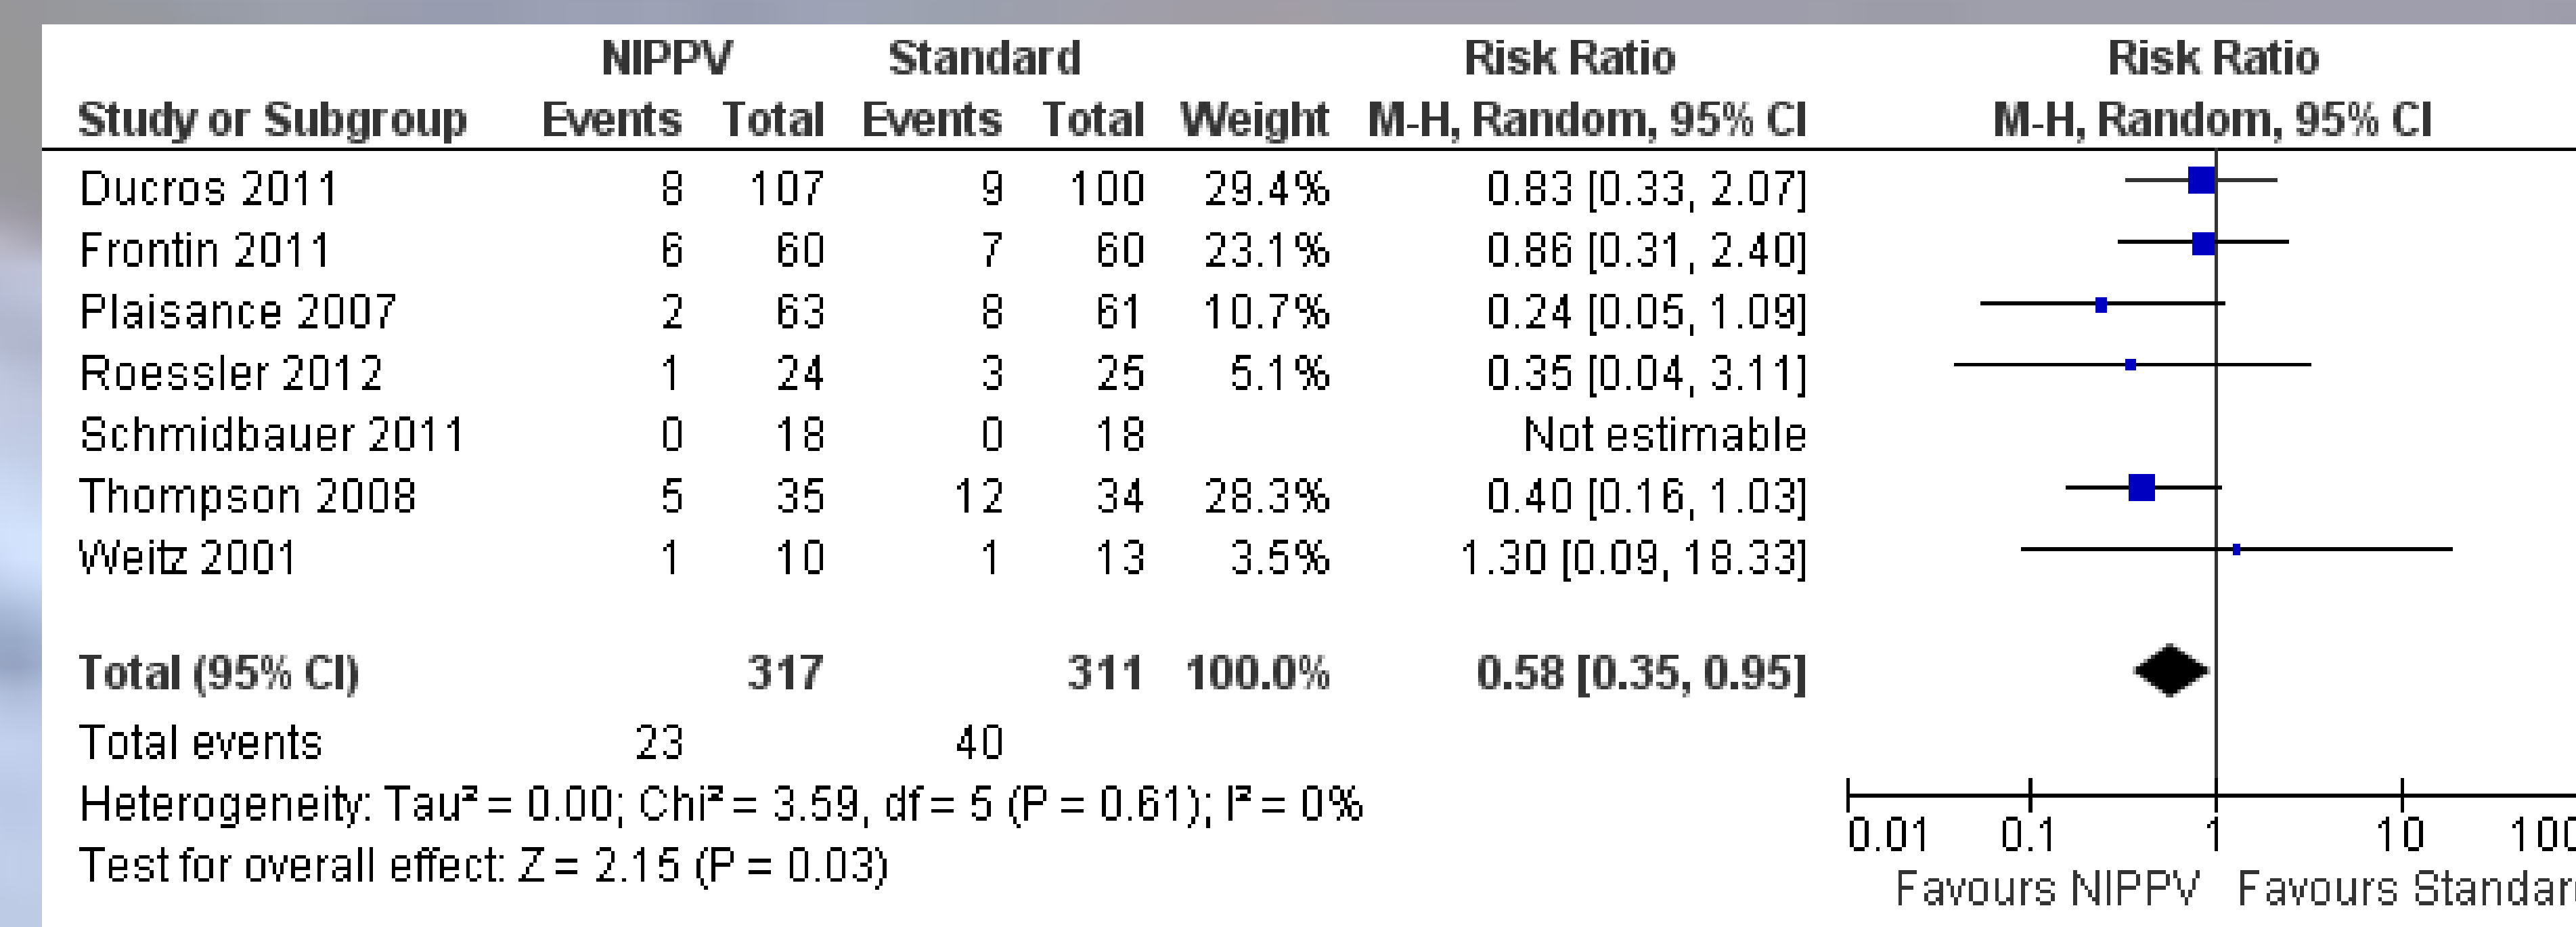 NIPPV Standard Risk Ratio Risk Ratio
Study or Subgroup Events Total Events Total Weight M-H, Random, 95% CI M-H, Random, 95% CI
Ducros 2011 8 107 9 100 29.4% 0.83 [0.33, 2.07]
Frontin 2011 6 60 7 60 23.1% 0.86 [0.31, 2.40]
Plaisance 2007 2 63 8 61 10.7% 0.24 [0.05, 1.09]
Roessler 2012 1 24 3 25 5.1% 0.35 [0.04, 3.11]
Schmidbauer 2011 0 18 0 18 Not estimable
Thompson 2008 5 35 12 34 28.3% 0.40 [0.16, 1.03]
Weitz 2001 1 10 1 13 3.5% 1.30 [0.09, 18.33]
Total (95% CI) 317 311 100.0% 0.58 [0.35, 0.95]
Total events 23 40
Heterogeneity: Tau² = 0.00; Chi² = 3.59, df = 5 (P = 0.61); I² = 0%
Test for overall effect: Z = 2.15 (P = 0.03)
0.01 0.1 1 10 100
Favours NIPPV Favours Standard